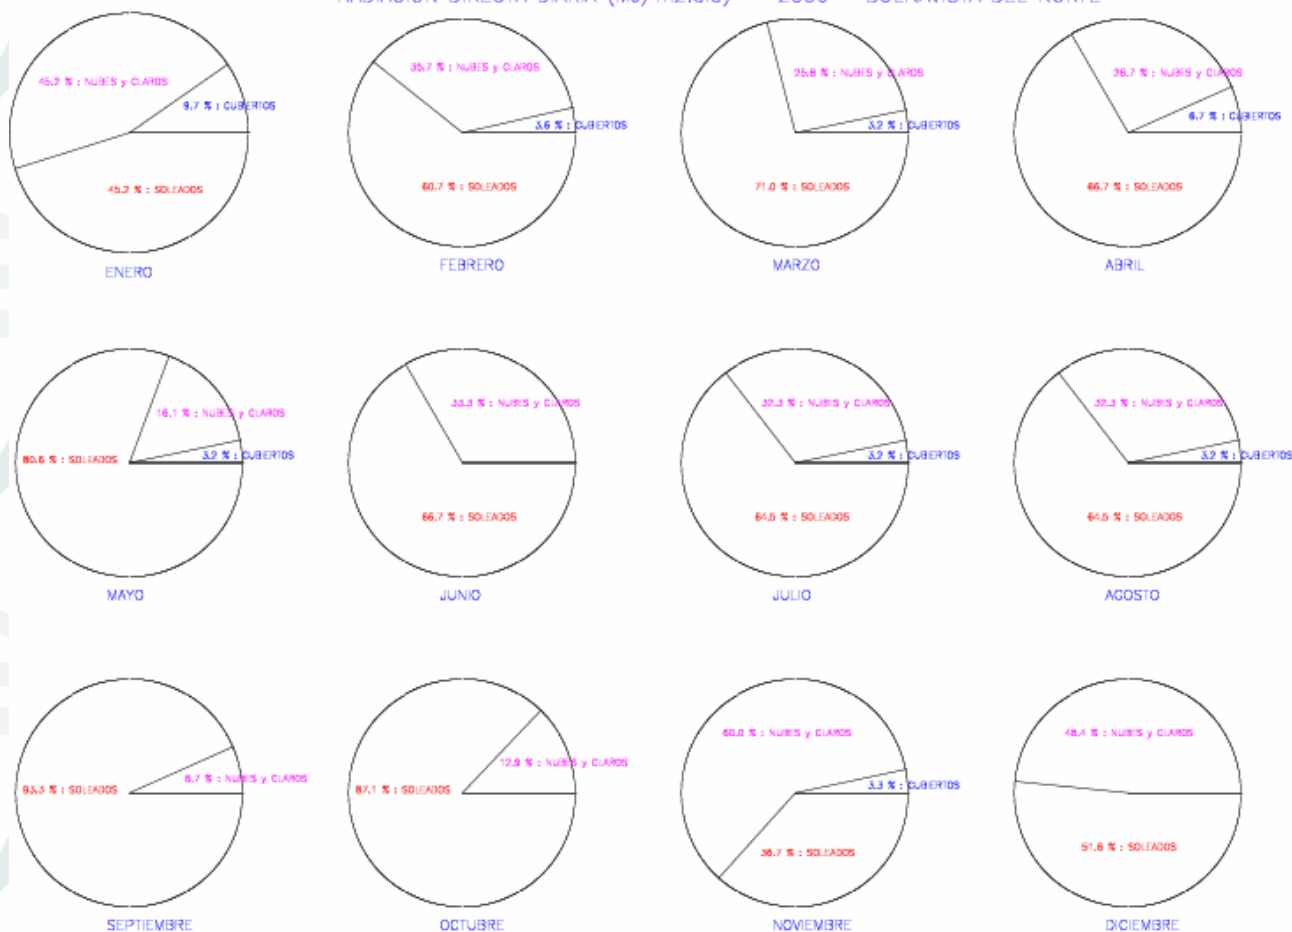 45.2 % : NUBES y CLAROS
9.7 % : CUBIERTOS
45.2 % : SOLEADOS
ENERO
35.7 % : NUBES y CLAROS
3.6 % : CUBIERTOS
60.7 % : SOLEADOS
FEBRERO
25.8 % : NUBES y CLAROS
3.2 % : CUBIERTOS
71.0 % : SOLEADOS
MARZO
26.7 % : NUBES y CLAROS
6.7 % : CUBIERTOS
66.7 % : SOLEADOS
ABRIL
16.1 % : NUBES y CLAROS
3.2 % : CUBIERTOS
80.6 % : SOLEADOS
MAYO
33.3 % : NUBES y CLAROS
66.7 % : SOLEADOS
JUNIO
32.3 % : NUBES y CLAROS
3.2 % : CUBIERTOS
64.5 % : SOLEADOS
JULIO
32.3 % : NUBES y CLAROS
3.2 % : CUBIERTOS
64.5 % : SOLEADOS
AGOSTO
6.7 % : NUBES y CLAROS
93.3 % : SOLEADOS
SEPTIEMBRE
12.9 % : NUBES y CLAROS
87.1 % : SOLEADOS
OCTUBRE
60.0 % : NUBES y CLAROS
3.3 % : CUBIERTOS
36.7 % : SOLEADOS
NOVIEMBRE
48.4 % : NUBES y CLAROS
51.6 % : SOLEADOS
DICIEMBRE